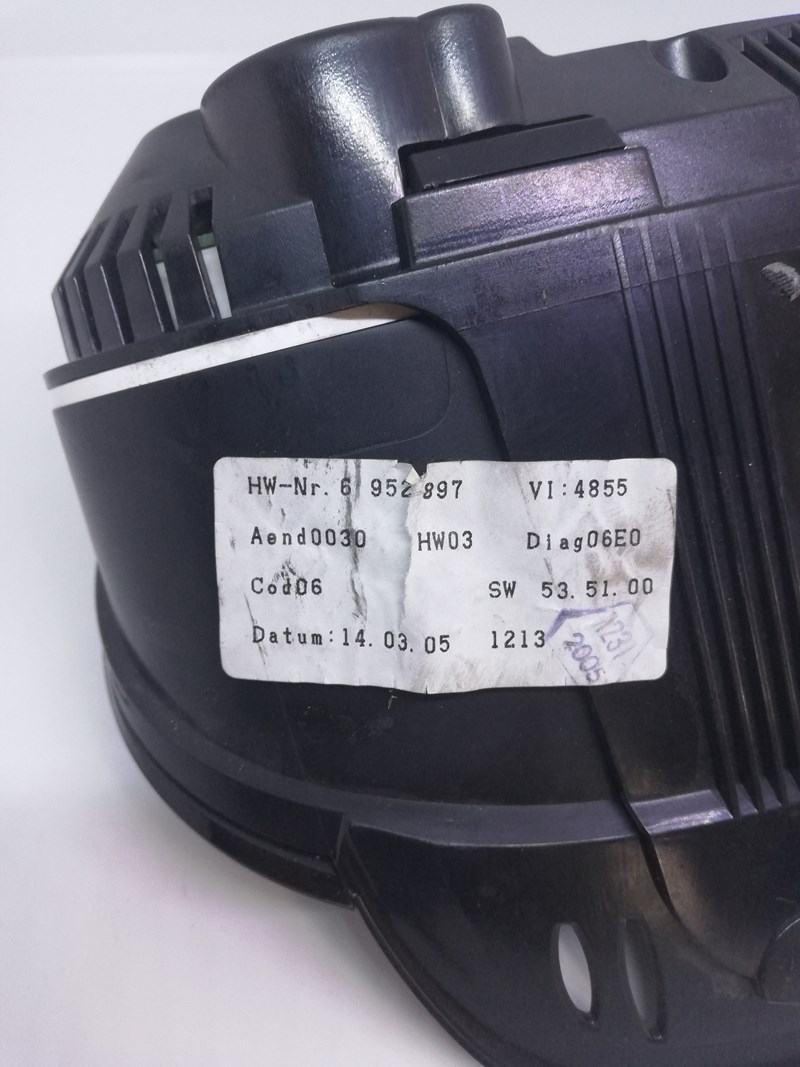 HW-Nr. 6 952 897 VI:4855
Aend0030 HW03 Diag06E0
Cod06 SW 53.51.00
Datum:14.03.05 1213
1231
2005